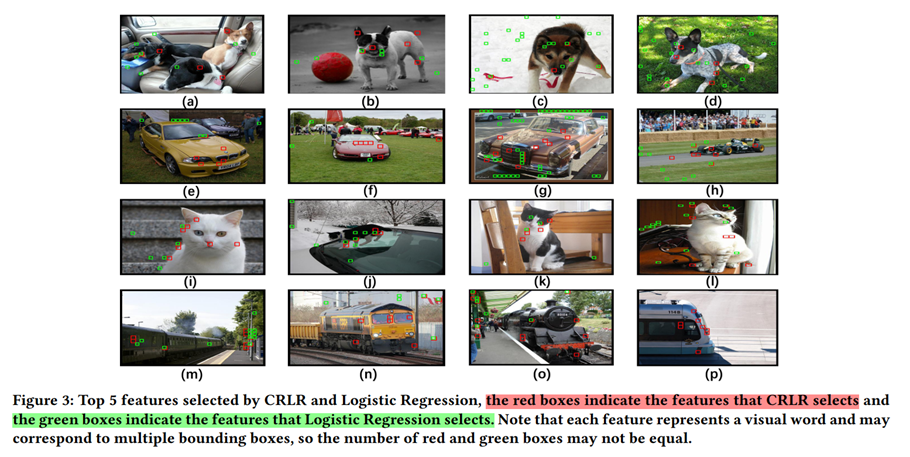 (a) (b) (c) (d)
(e) (f) (g) (h)
(i) (j) (k) (l)
1148
(m) (n) (o) (p)
Figure 3: Top 5 features selected by CRLR and Logistic Regression, the red boxes indicate the features that CRLR selects and
the green boxes indicate the features that Logistic Regression selects. Note that each feature represents a visual word and may
correspond to multiple bounding boxes, so the number of red and green boxes may not be equal.